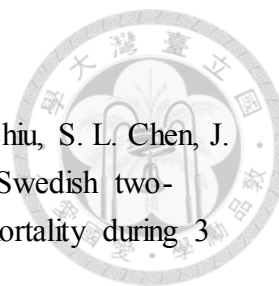 hiu, S. L. Chen, J.
Swedish two-
ortality during 3